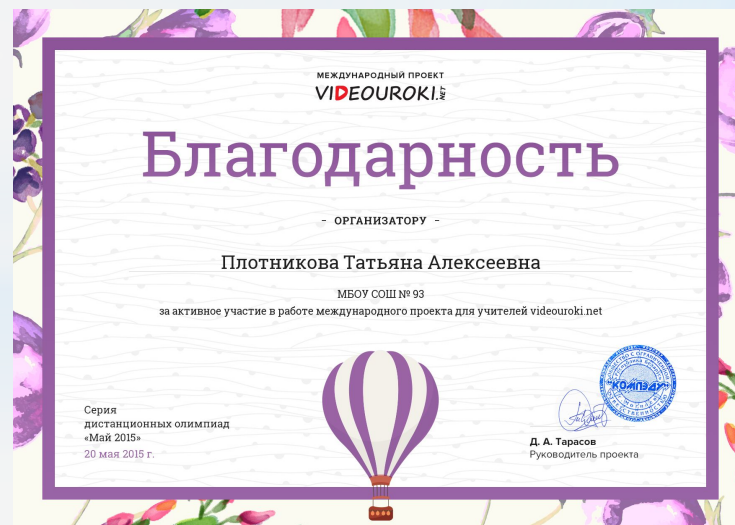 МЕЖДУНАРОДНЫЙ ПРОЕКТ
VIDEOUROKI.NET
Благодарность
- ОРГАНИЗАТОРУ -
Плотникова Татьяна Алексеевна
МБОУ СОШ № 93
за активное участие в работе международного проекта для учителей videouroki.net
Серия
дистанционных олимпиад
«Май 2015»
20 мая 2015 г.
"КОМПЭДУ"
Д. А. Тарасов
Руководитель проекта